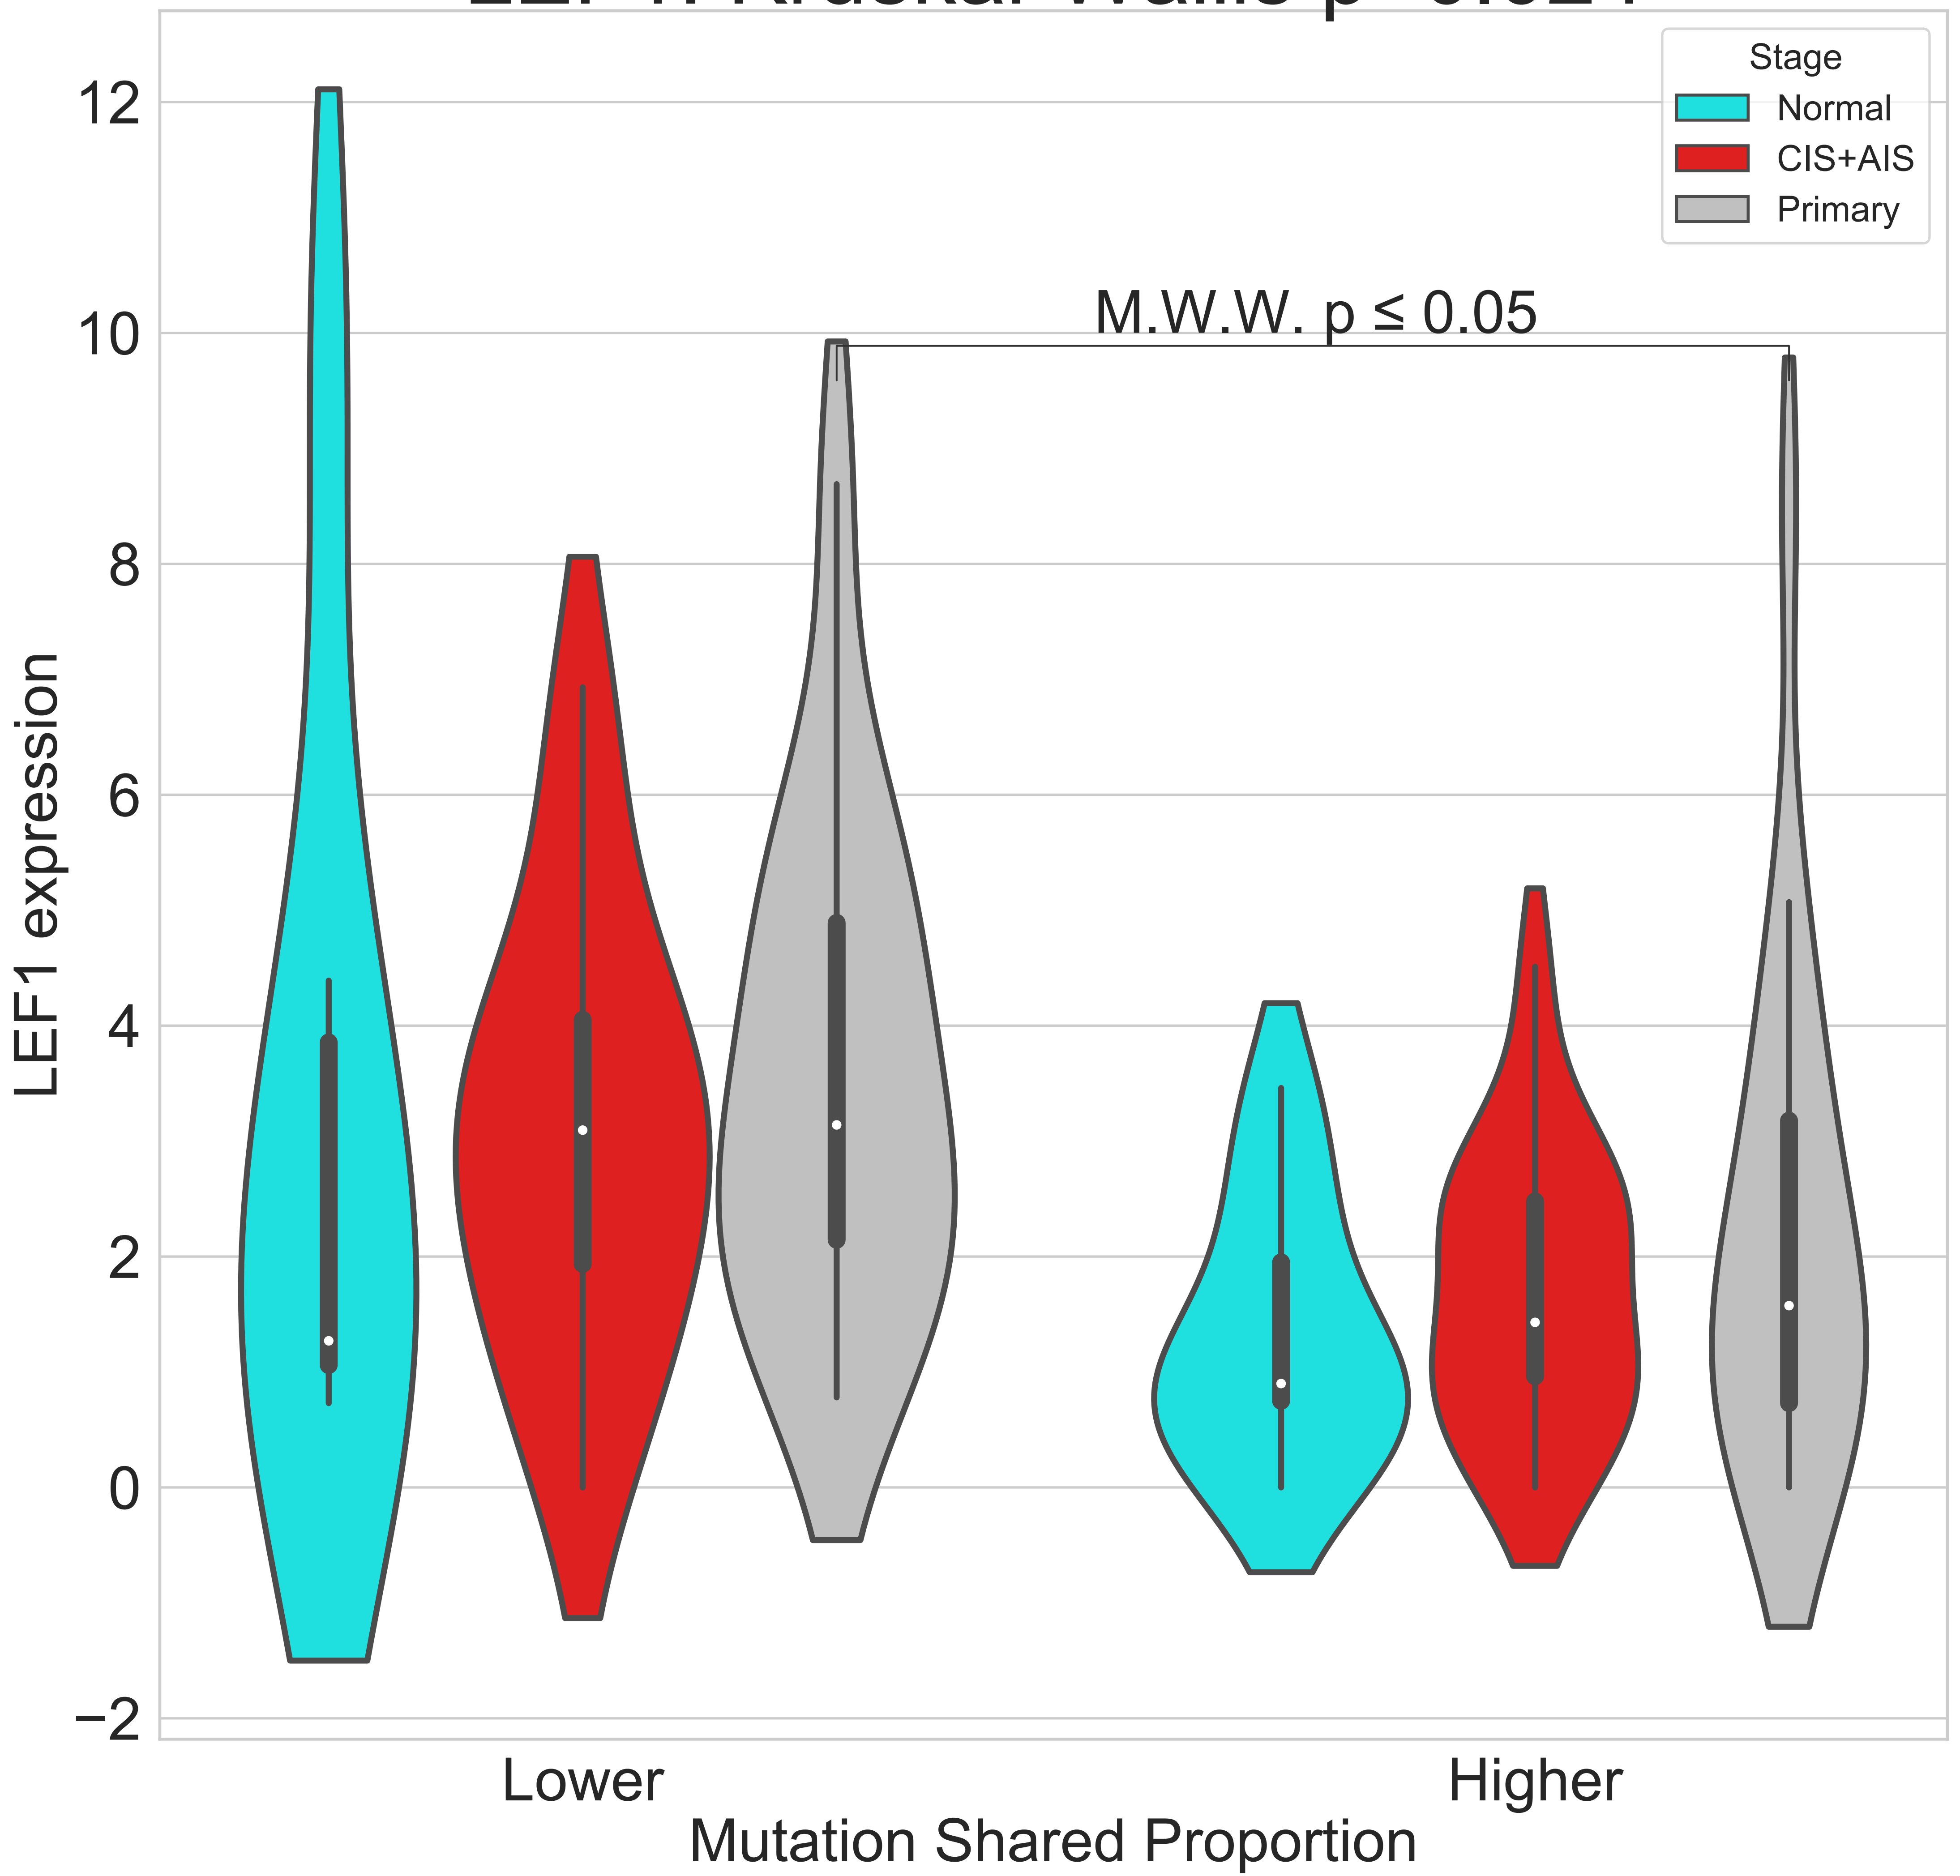 Stage
Normal
CIS+AIS
Primary
M.W.W. p ≤ 0.05
12
10
8
6
4
2
0
−2
LEF1 expression
Lower
Higher
Mutation Shared Proportion